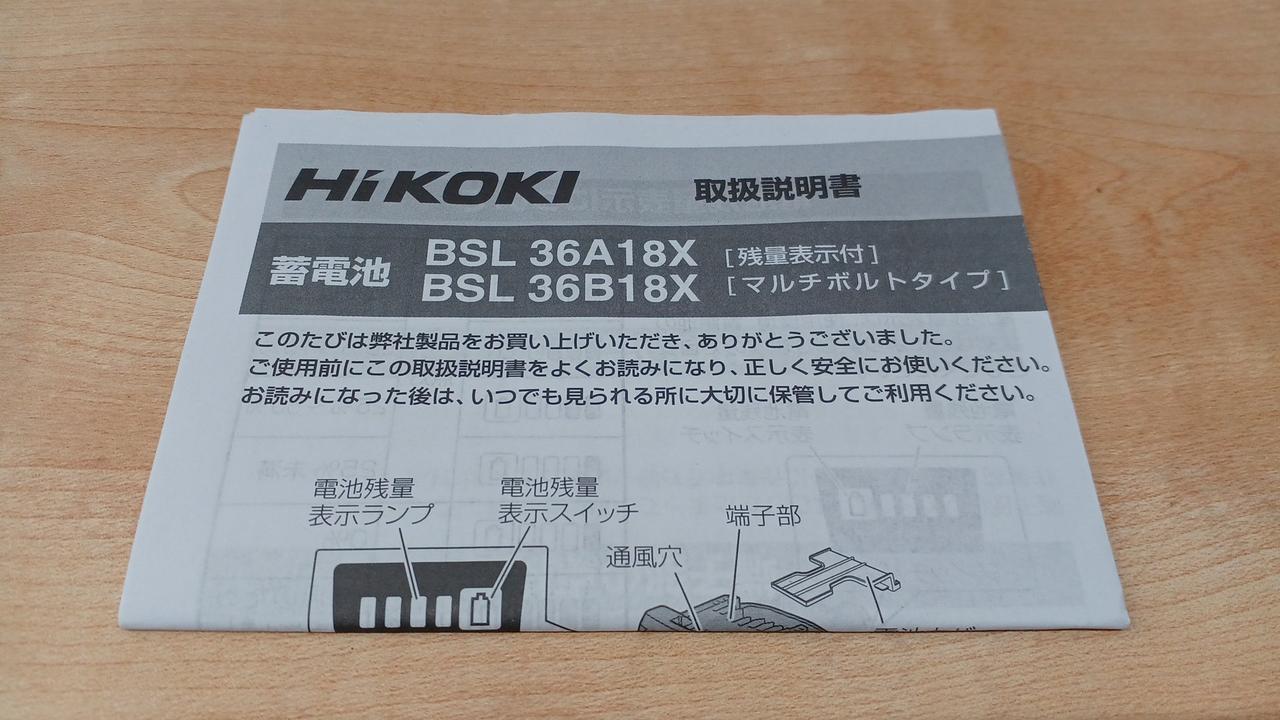 HiKOKI 取扱説明書
蓄電池
BSL 36A18X [残量表示付]
BSL 36B18X [マルチボルトタイプ]
このたびは弊社製品をお買い上げいただき、ありがとうございました。
ご使用前にこの取扱説明書をよくお読みになり、正しく安全にお使いください。
お読みになった後は、いつでも見られる所に大切に保管してご利用ください。
電池残量
表示ランプ
電池残量
表示スイッチ
端子部
通風穴